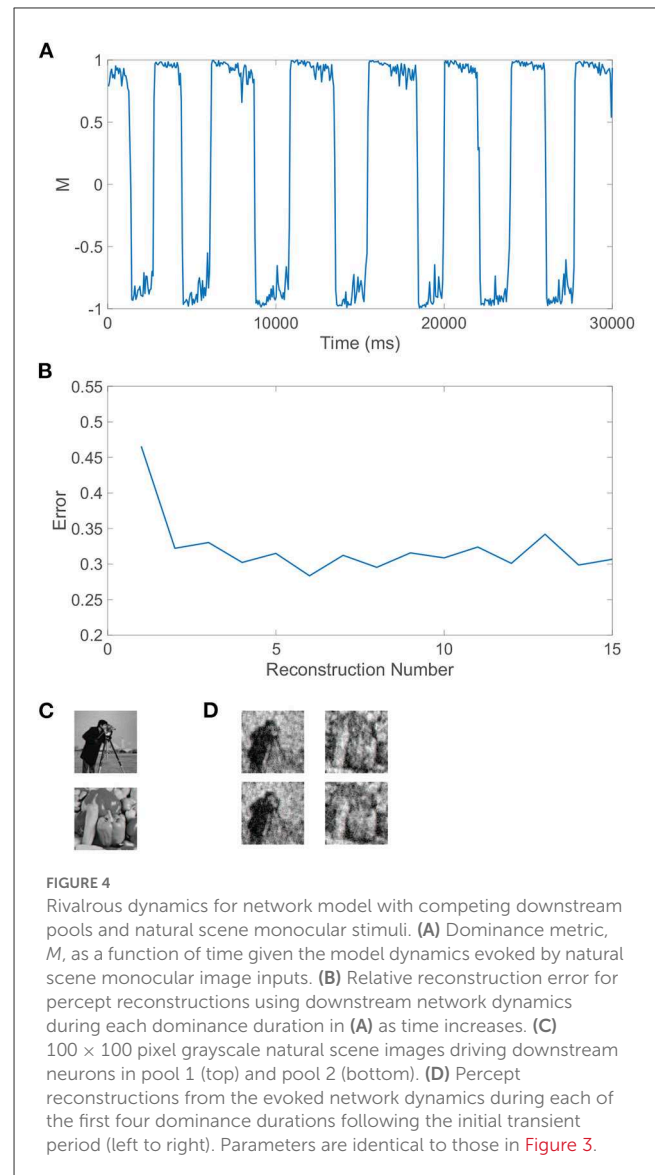 A
1
0.5
0
-0.5
-1
M
0 10000 20000 30000
Time (ms)
B
0.55
0.5
0.45
0.4
0.35
0.3
0.25
0.2
Error
0 5 10 15
Reconstruction Number
C D
FIGURE 4
Rivalrous dynamics for network model with competing downstream
pools and natural scene monocular stimuli. (A) Dominance metric,
M, as a function of time given the model dynamics evoked by natural
scene monocular image inputs. (B) Relative reconstruction error for
percept reconstructions using downstream network dynamics
during each dominance duration in (A) as time increases. (C)
100 × 100 pixel grayscale natural scene images driving downstream
neurons in pool 1 (top) and pool 2 (bottom). (D) Percept
reconstructions from the evoked network dynamics during each of
the first four dominance durations following the initial transient
period (left to right). Parameters are identical to those in Figure 3.